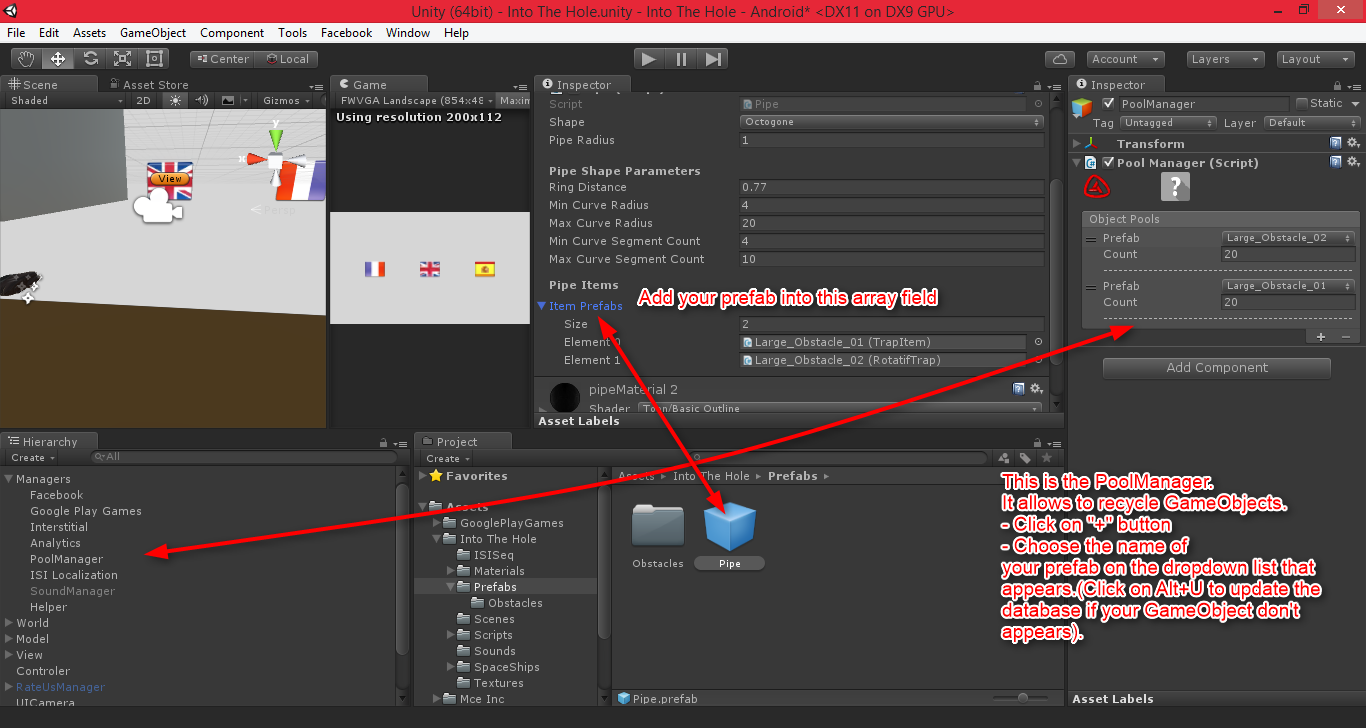 Unity (64bit) - Into The Hole.unity - Into The Hole - Android* <DX11 on DX9 GPU>
File Edit Assets GameObject Component Tools Facebook Window Help
Center Local Account Layers Layout
Scene Asset Store
Shaded 2D Gizmos
View
Persp
Game
FWVGA Landscape (854x48 Maxim
Using resolution 200x112
Inspector
Script Pipe
Shape Octogone
Pipe Radius 1
Pipe Shape Parameters
Ring Distance 0.77
Min Curve Radius 4
Max Curve Radius 20
Min Curve Segment Count 4
Max Curve Segment Count 10
Pipe Items
Item Prefabs
Add your prefab into this array field
Size 2
Element 0 Large_Obstacle_01 (TrapItem)
Element 1 Large_Obstacle_02 (RotatifTrap)
pipeMaterial 2
Shader Toon/Basic Outline
Asset Labels
Inspector
PoolManager Static
Tag Untagged Layer Default
Transform
Pool Manager (Script)
Object Pools
Prefab Large_Obstacle_02
Count 20
Prefab Large_Obstacle_01
Count 20
+ −
Add Component
Hierarchy
Create All
Managers
Facebook
Google Play Games
Interstitial
Analytics
PoolManager
ISI Localization
SoundManager
Helper
World
Model
View
Controler
RateUsManager
UICamera
Project
Create
Favorites
Assets
GooglePlayGames
Into The Hole
ISISeq
Materials
Prefabs
Obstacles
Scenes
Scripts
Sounds
SpaceShips
Textures
Mce Inc
Assets Into The Hole Prefabs
Obstacles Pipe
Pipe.prefab
This is the PoolManager.
It allows to recycle GameObjects.
- Click on "+" button
- Choose the name of
your prefab on the dropdown list that
appears.(Click on Alt+U to update the
database if your GameObject don't
appears).
Asset Labels